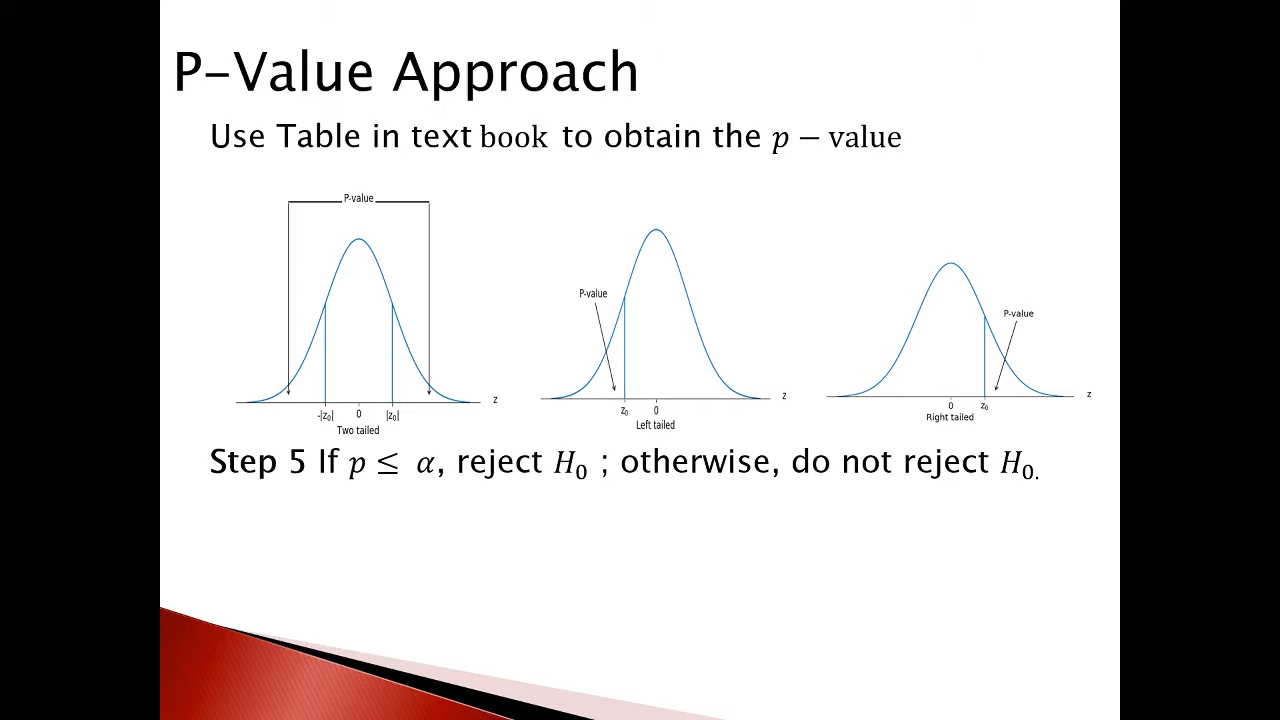 P-Value Approach
Use Table in text book to obtain the p − value
P-value
-|z₀| 0 |z₀| z
Two tailed
P-value
z₀ 0 z
Left tailed
P-value
0 z₀ z
Right tailed
Step 5 If p ≤ α, reject H₀ ; otherwise, do not reject H₀.